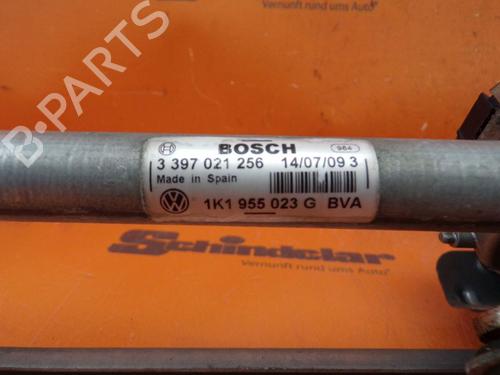 B-PARTS
Vernunft rund ums Auto
BOSCH 984
3 397 021 256 14/07/09 3
Made in Spain
1K1 955 023 G BVA
Schindelar
Vernunft rund ums Auto